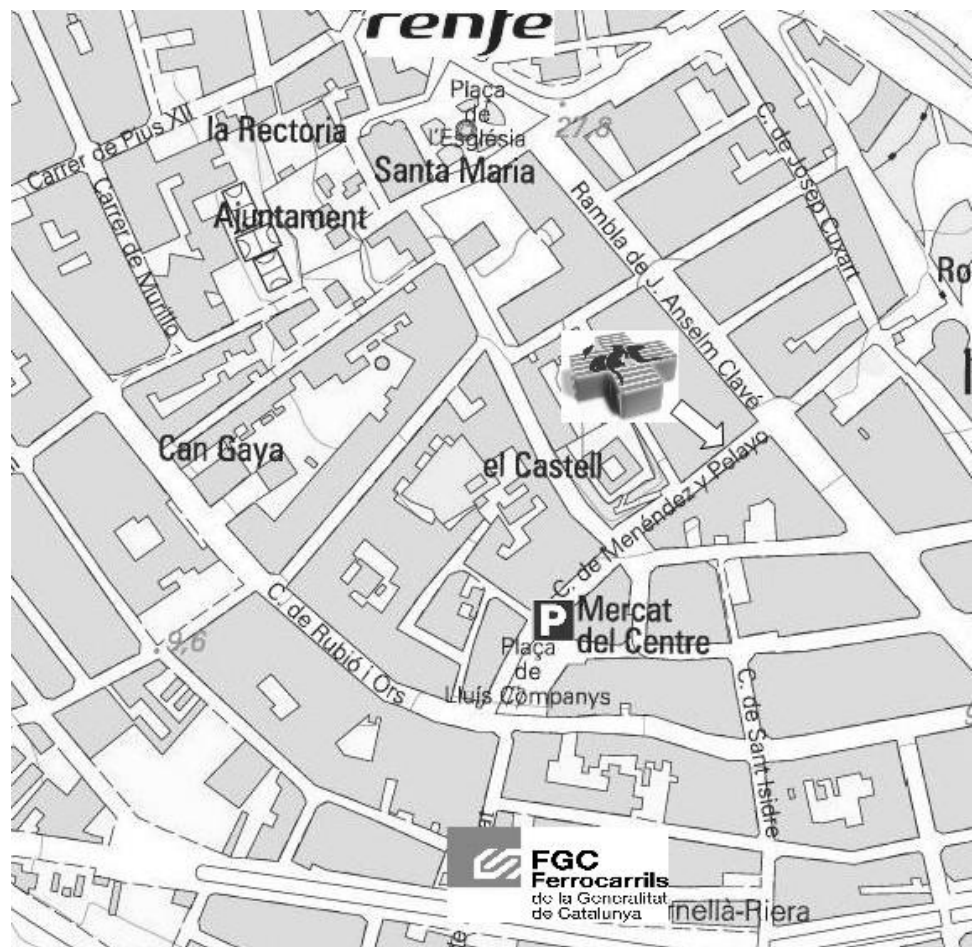 renfe
Plaça
de
l'Església
27,8
la Rectoria
Santa Maria
Carrer de Pius XII
Ajuntament
Carrer de Murillo
C. de Josep Cuxart
Rambla de J. Anselm Clavé
Can Gaya
el Castell
C. de Menéndez y Pelayo
C. de Rubió i Ors
9,6
P
Mercat
del Centre
Plaça
de
Lluís Companys
C. de Sant Isidre
FGC
Ferrocarrils
de la Generalitat
de Catalunya
rnellà-Riera